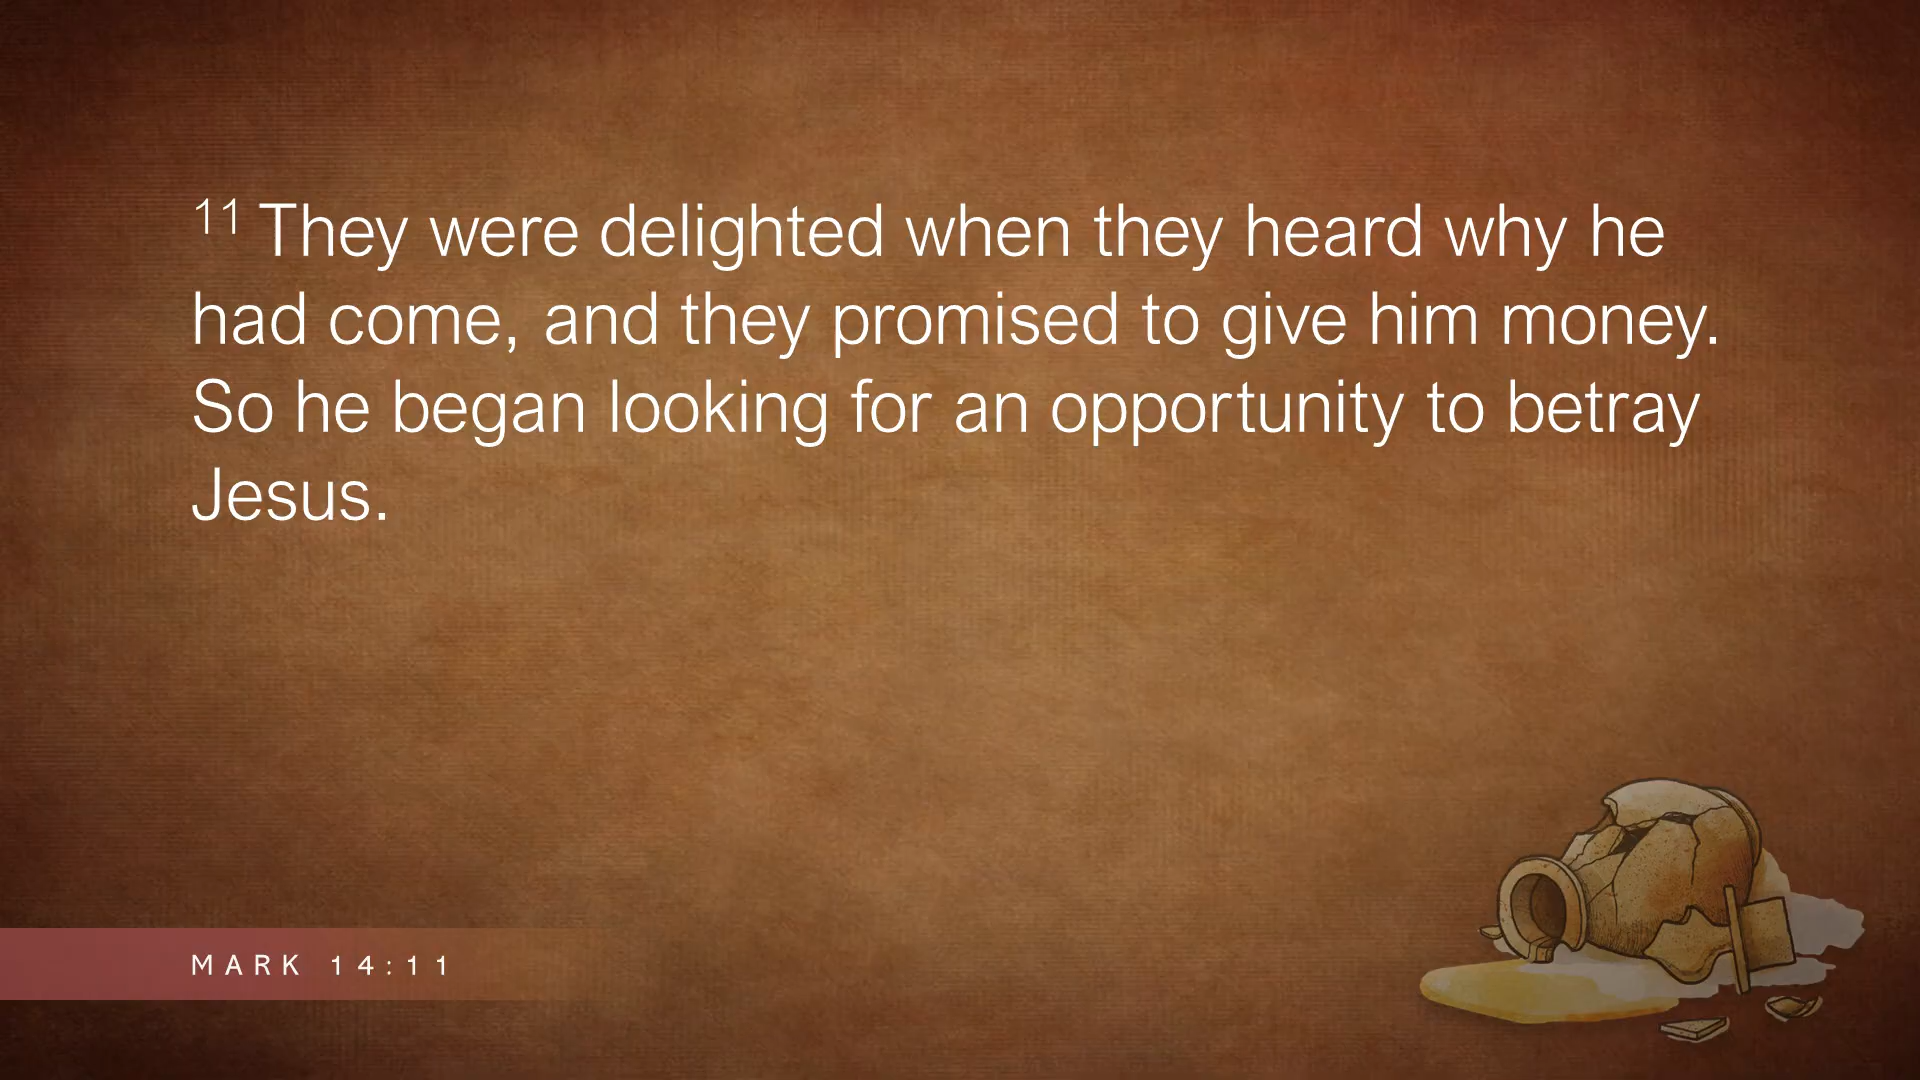 11 They were delighted when they heard why he
had come, and they promised to give him money.
So he began looking for an opportunity to betray
Jesus.
MARK 14:11